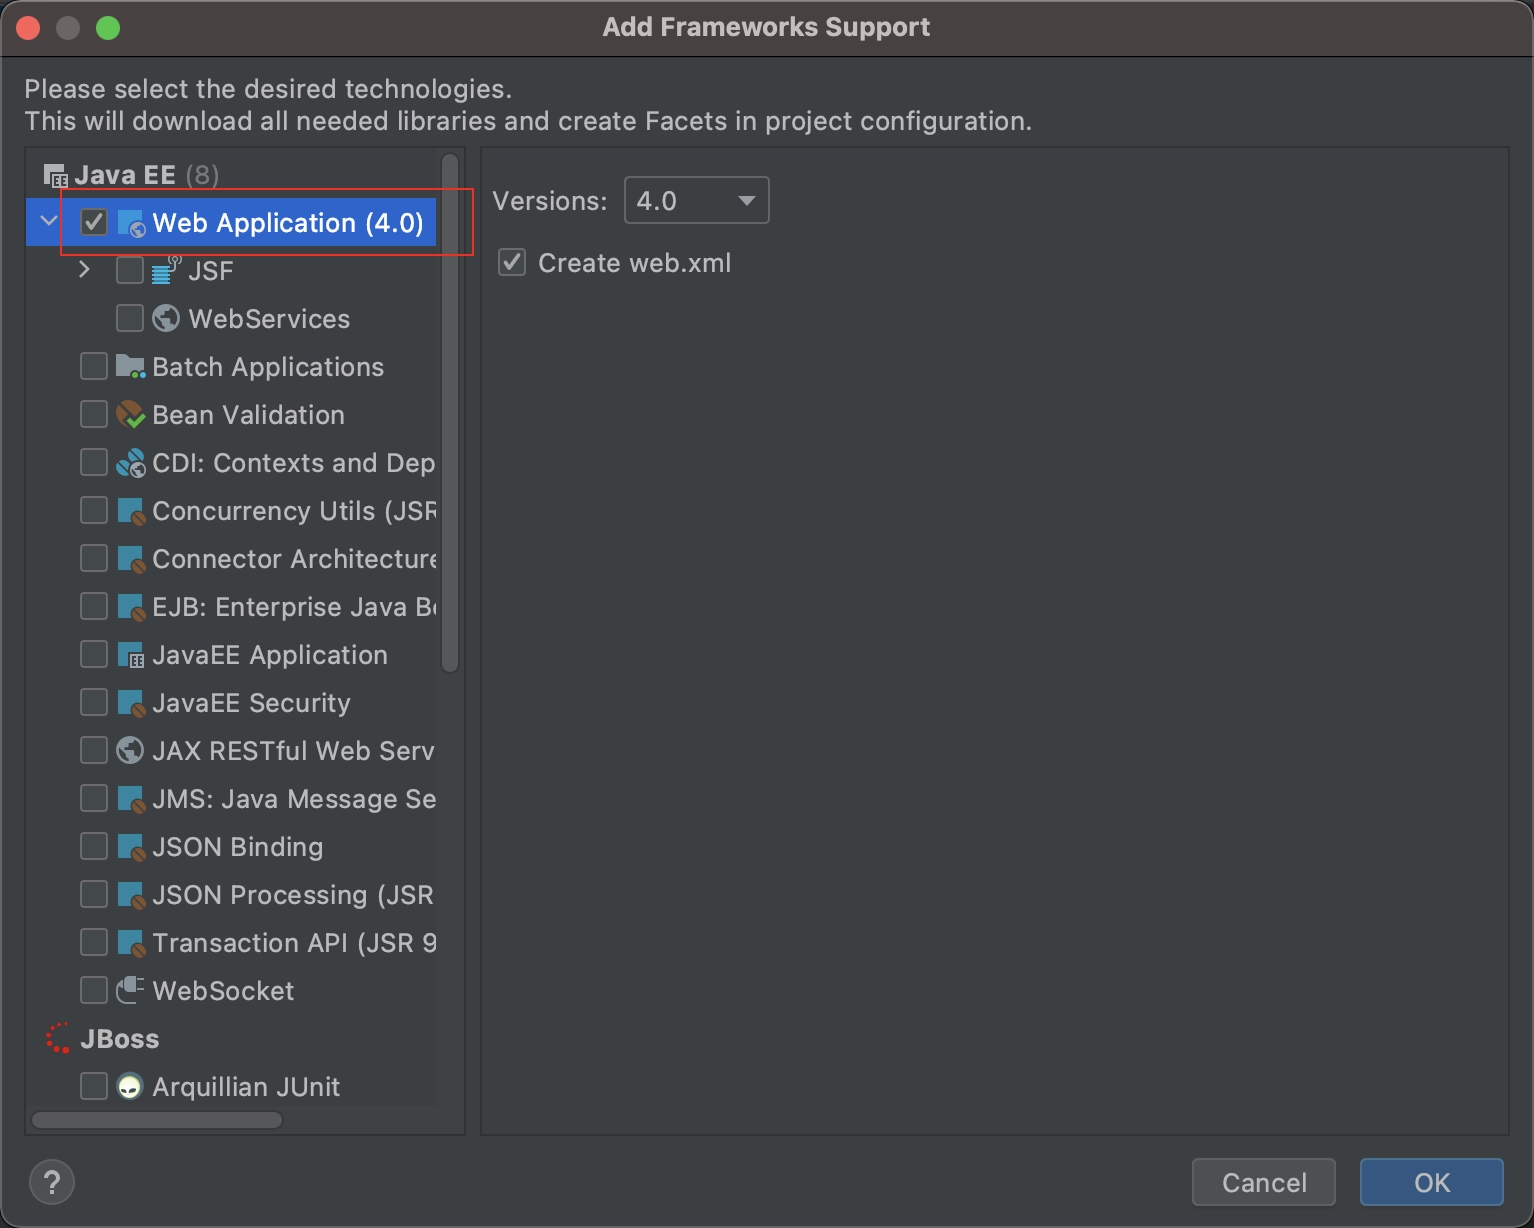 Add Frameworks Support
Please select the desired technologies.
This will download all needed libraries and create Facets in project configuration.
Java EE (8)
Web Application (4.0)
JSF
WebServices
Batch Applications
Bean Validation
CDI: Contexts and Dep
Concurrency Utils (JSR
Connector Architecture
EJB: Enterprise Java Be
JavaEE Application
JavaEE Security
JAX RESTful Web Serv
JMS: Java Message Se
JSON Binding
JSON Processing (JSR
Transaction API (JSR 9
WebSocket
JBoss
Arquillian JUnit
Versions: 4.0
Create web.xml
?
Cancel
OK